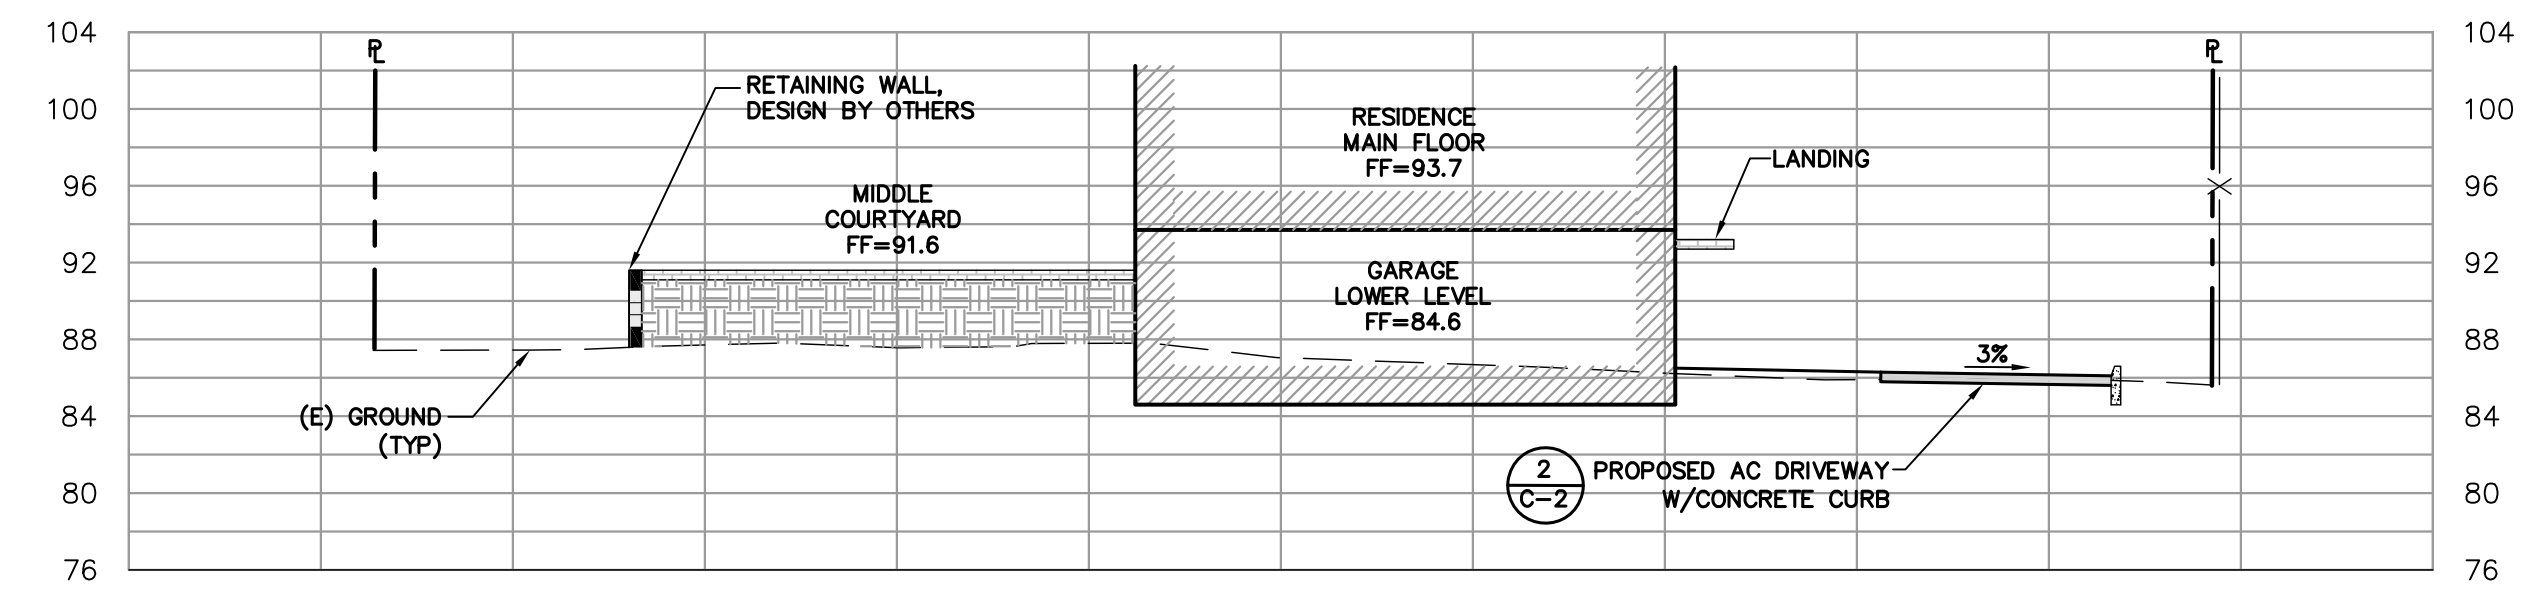 104
100
96
92
88
84
80
76
PL
RETAINING WALL,
DESIGN BY OTHERS
MIDDLE
COURTYARD
FF=91.6
(E) GROUND
(TYP)
RESIDENCE
MAIN FLOOR
FF=93.7
GARAGE
LOWER LEVEL
FF=84.6
LANDING
3%
2
C-2
PROPOSED AC DRIVEWAY
W/CONCRETE CURB
PL
104
100
96
92
88
84
80
76